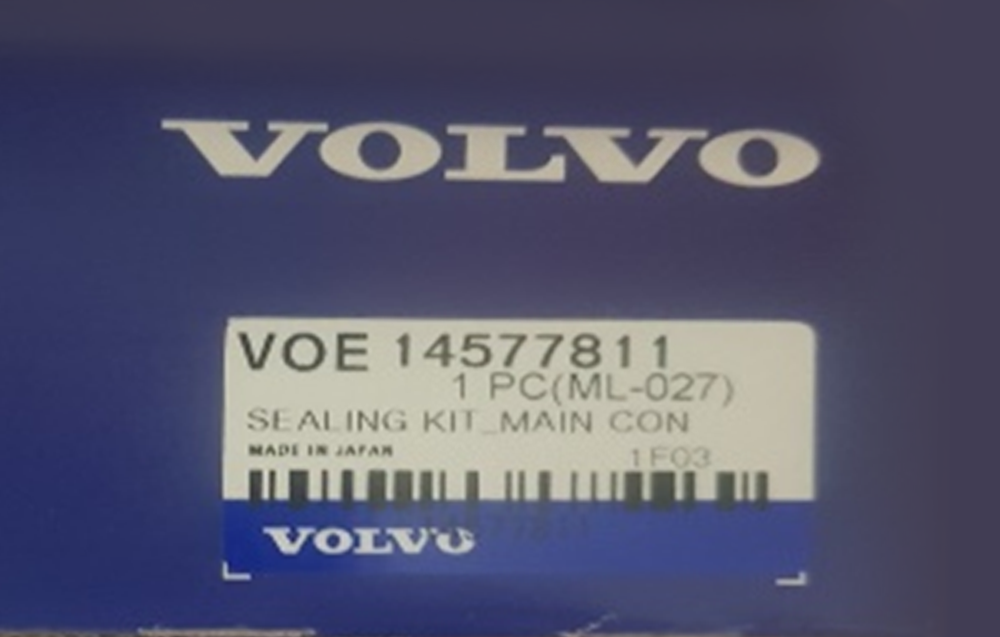 VOLVO
VOE 14577811
1 PC(ML-027)
SEALING KIT_MAIN CON
MADE IN JAPAN
1F03
VOLVO